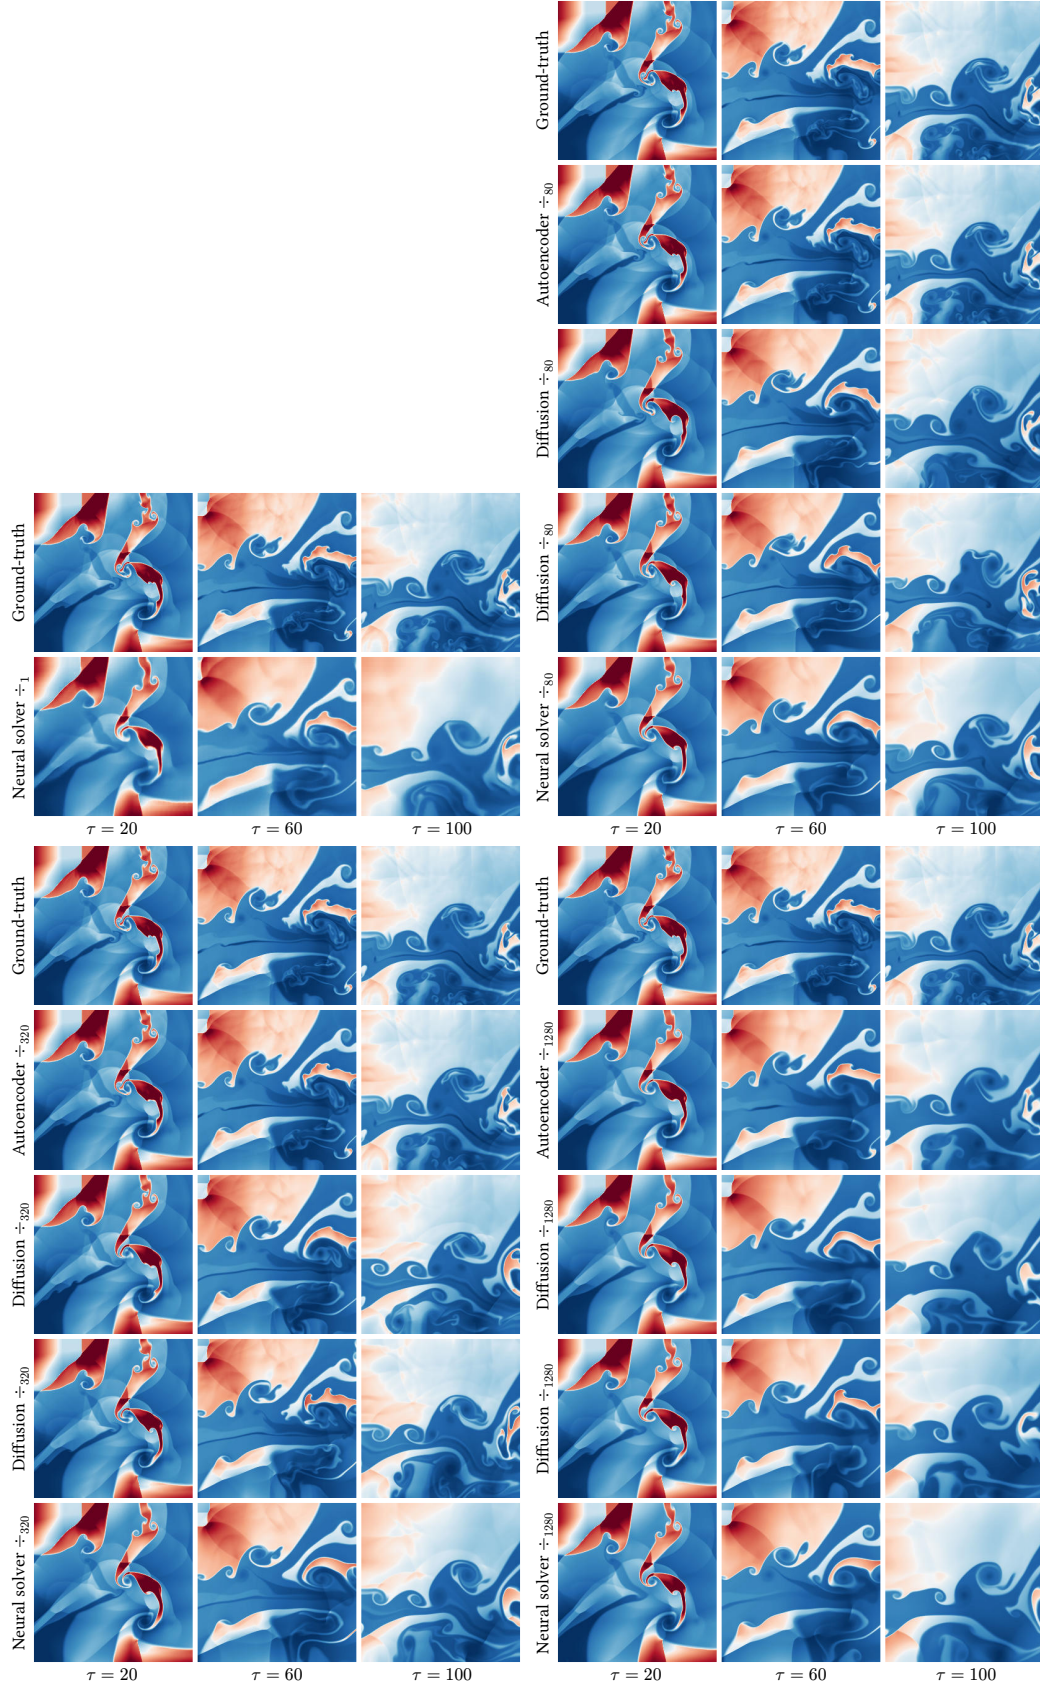 Ground-truth
Neural solver ÷1
τ = 20
τ = 60
τ = 100
Ground-truth
Autoencoder ÷80
Diffusion ÷80
Diffusion ÷80
Neural solver ÷80
τ = 20
τ = 60
τ = 100
Ground-truth
Autoencoder ÷320
Diffusion ÷320
Diffusion ÷320
Neural solver ÷320
τ = 20
τ = 60
τ = 100
Ground-truth
Autoencoder ÷1280
Diffusion ÷1280
Diffusion ÷1280
Neural solver ÷1280
τ = 20
τ = 60
τ = 100